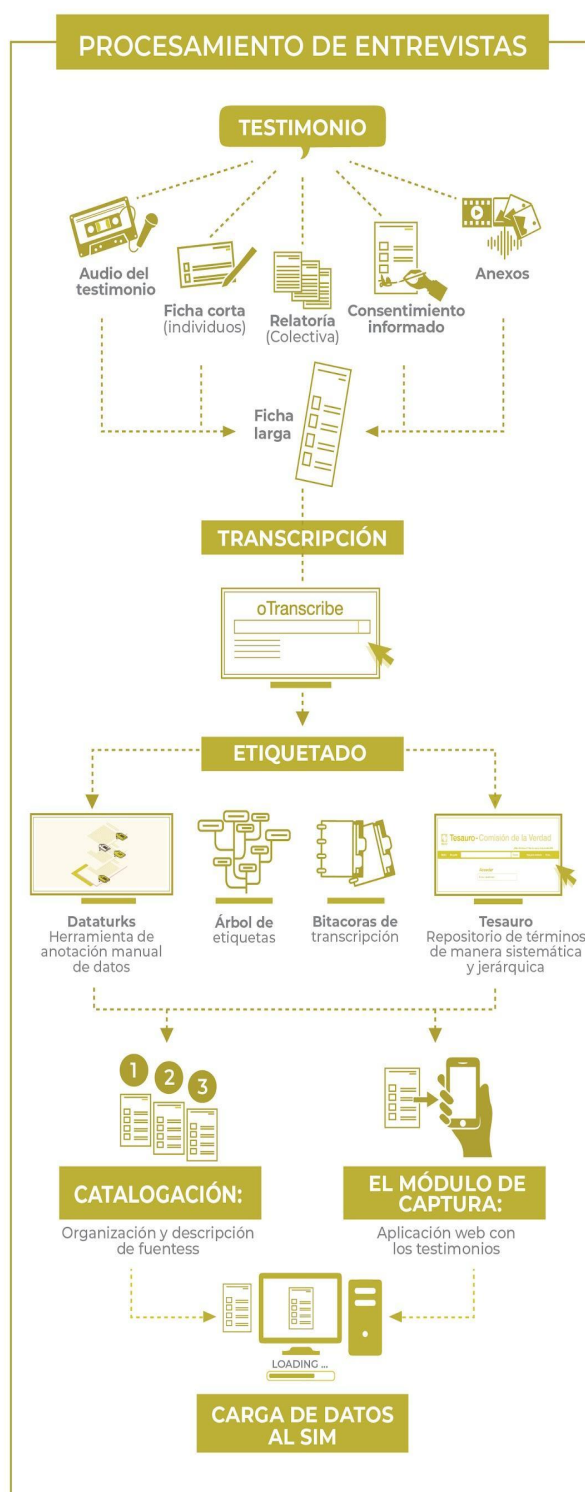 PROCESAMIENTO DE ENTREVISTAS
TESTIMONIO
Audio del
testimonio
Ficha corta
(individuos)
Relatoría
(Colectiva)
Consentimiento
informado
Anexos
Ficha
larga
TRANSCRIPCIÓN
oTranscribe
ETIQUETADO
Tesauro-Comisión de la Verdad
Dataturks
Herramienta de
anotación manual
de datos
Árbol de
etiquetas
Bitacoras de
transcripción
Tesauro
Repositorio de términos
de manera sistemática
y jerárquica
1
2
3
CATALOGACIÓN:
Organización y descripción
de fuentess
EL MÓDULO DE
CAPTURA:
Aplicación web con
los testimonios
LOADING ...
CARGA DE DATOS
AL SIM